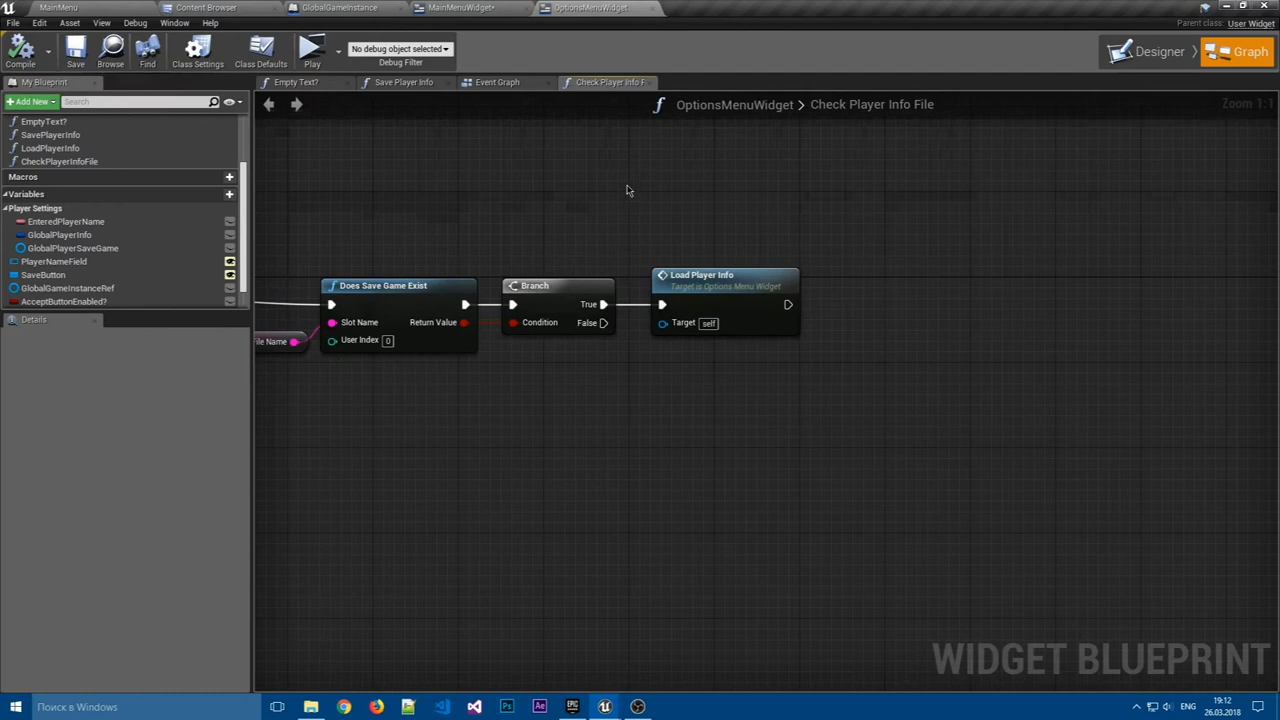 MainMenu
Content Browser
GlobalGameInstance
MainMenuWidget*
OptionsMenuWidget
File Edit Asset View Debug Window Help
Parent class: User Widget
Compile
Save
Browse
Find
Class Settings
Class Defaults
Play
No debug object selected
Debug Filter
Designer
Graph
My Blueprint
Empty Text?
Save Player Info
Event Graph
Check Player Info F
Add New
Search
OptionsMenuWidget > Check Player Info File
Zoom 1:1
EmptyText?
SavePlayerInfo
LoadPlayerInfo
CheckPlayerInfoFile
Macros
Variables
Player Settings
EnteredPlayerName
GlobalPlayerInfo
GlobalPlayerSaveGame
PlayerNameField
SaveButton
GlobalGameInstanceRef
AcceptButtonEnabled?
Details
Does Save Game Exist
Slot Name
Return Value
User Index 0
ile Name
Branch
True
Condition
False
Load Player Info
Target is Options Menu Widget
Target self
WIDGET BLUEPRINT
Поиск в Windows
Ps
Ae
EPIC
ENG
19:12
26.03.2018